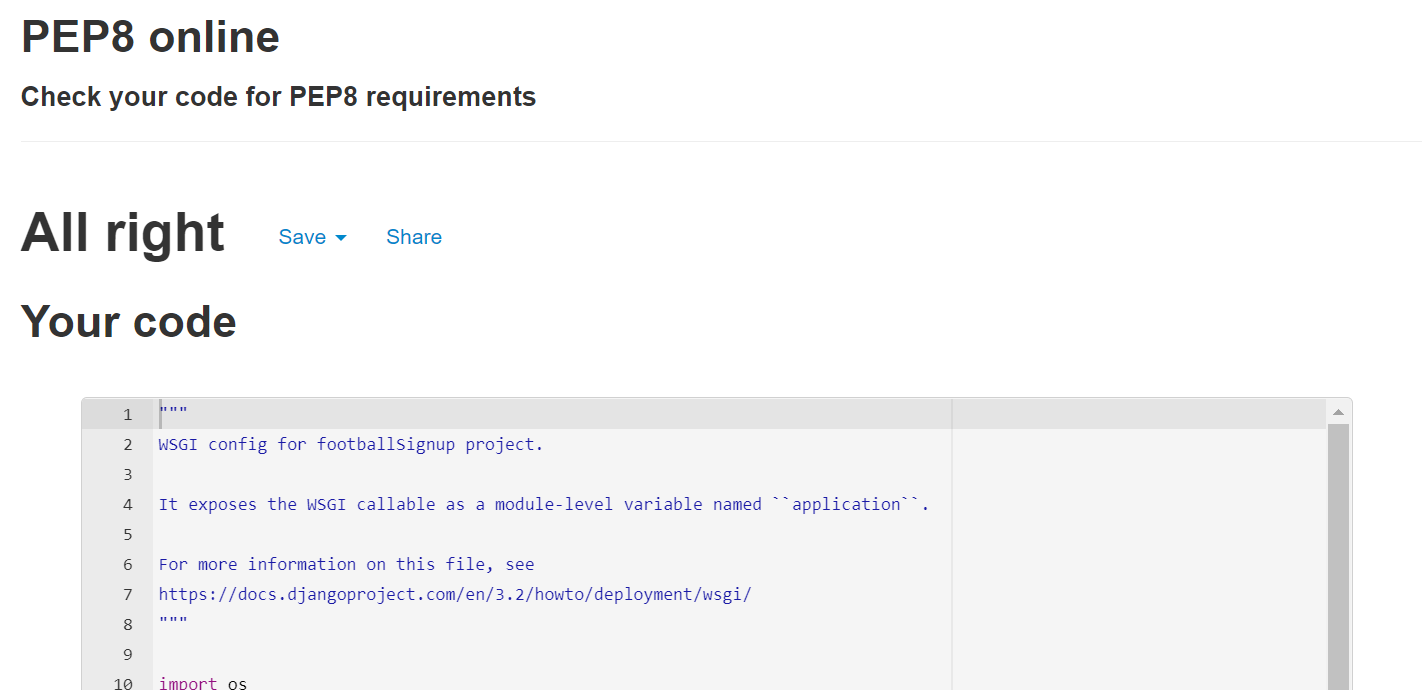 PEP8 online
Check your code for PEP8 requirements
All right Save Share
Your code
1 """
2 WSGI config for footballSignup project.
3
4 It exposes the WSGI callable as a module-level variable named ``application``.
5
6 For more information on this file, see
7 https://docs.djangoproject.com/en/3.2/howto/deployment/wsgi/
8 """
9
10 import os